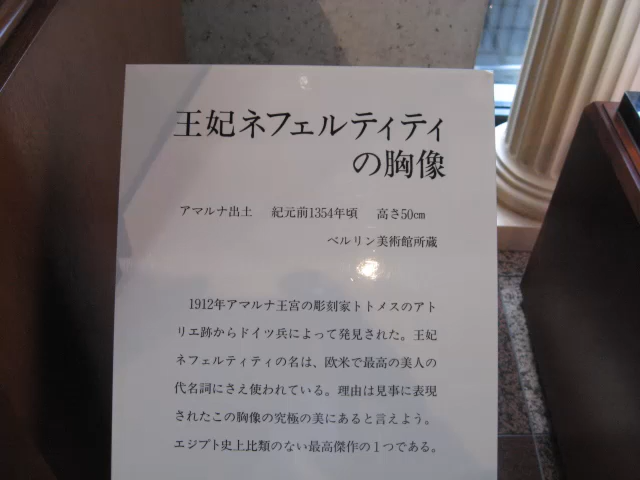 王妃ネフェルティティ
の胸像
アマルナ出土　紀元前1354年頃　高さ50㎝
ベルリン美術館所蔵
1912年アマルナ王宮の彫刻家トトメスのアト
リエ跡からドイツ兵によって発見された。王妃
ネフェルティティの名は、欧米で最高の美人の
代名詞にさえ使われている。理由は見事に表現
されたこの胸像の究極の美にあると言えよう。
エジプト史上比類のない最高傑作の１つである。